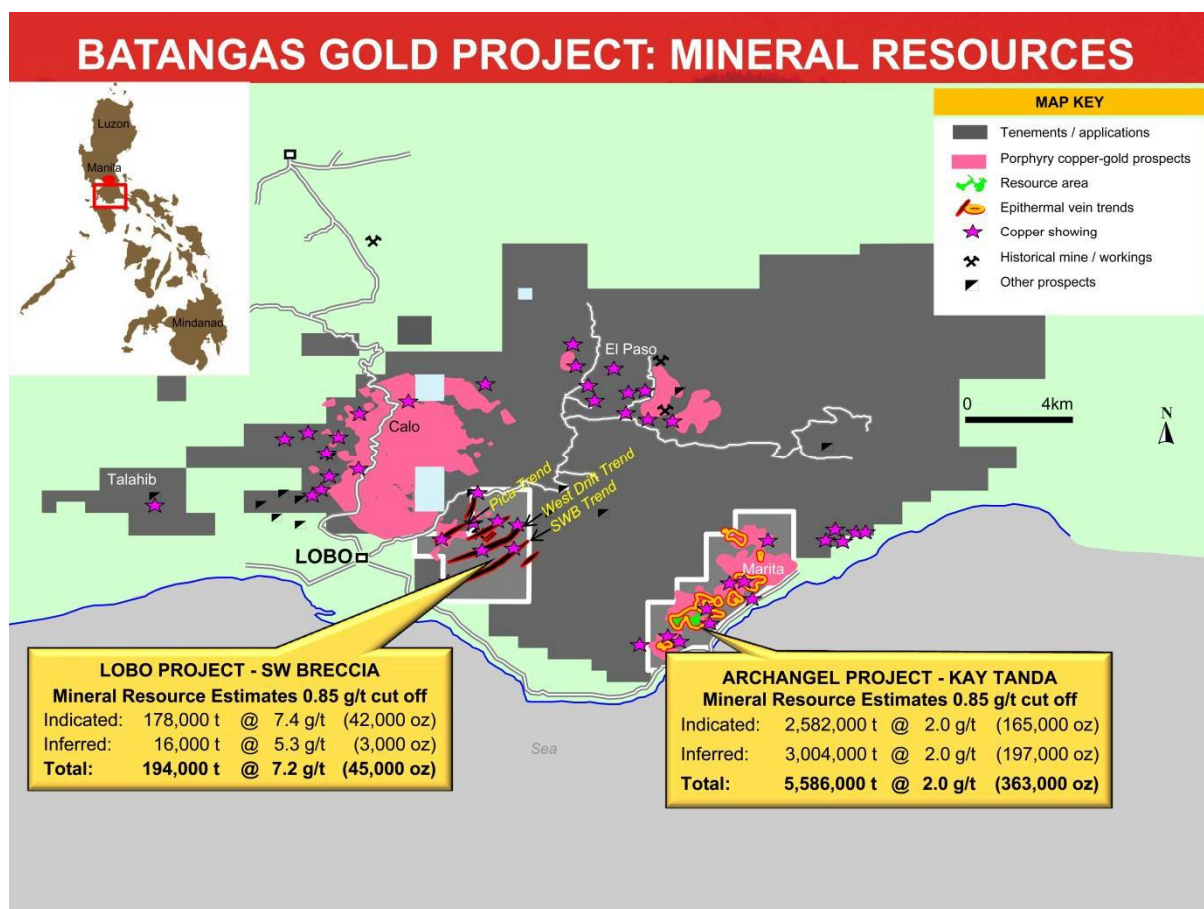 BATANGAS GOLD PROJECT: MINERAL RESOURCES
Luzon
Manila
Mindanao
MAP KEY
Tenements / applications
Porphyry copper-gold prospects
Resource area
Epithermal vein trends
Copper showing
Historical mine / workings
Other prospects
El Paso
0 4km
N
Calo
Talahib
Pica Trend
West Drift Trend
SWB Trend
LOBO
Marita
LOBO PROJECT - SW BRECCIA
Mineral Resource Estimates 0.85 g/t cut off
Indicated: 178,000 t @ 7.4 g/t (42,000 oz)
Inferred: 16,000 t @ 5.3 g/t (3,000 oz)
Total: 194,000 t @ 7.2 g/t (45,000 oz)
ARCHANGEL PROJECT - KAY TANDA
Mineral Resource Estimates 0.85 g/t cut off
Indicated: 2,582,000 t @ 2.0 g/t (165,000 oz)
Inferred: 3,004,000 t @ 2.0 g/t (197,000 oz)
Total: 5,586,000 t @ 2.0 g/t (363,000 oz)
Sea